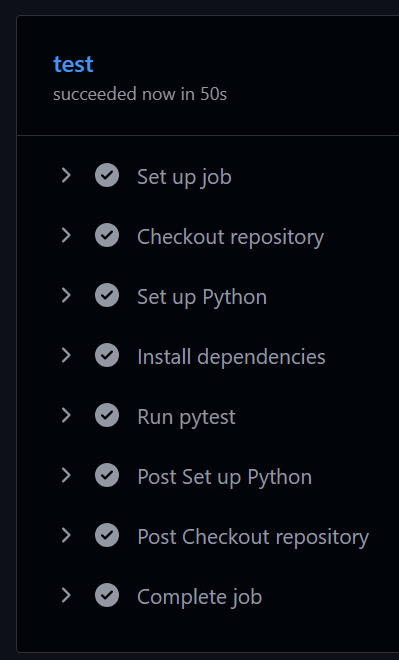 test
succeeded now in 50s
Set up job
Checkout repository
Set up Python
Install dependencies
Run pytest
Post Set up Python
Post Checkout repository
Complete job